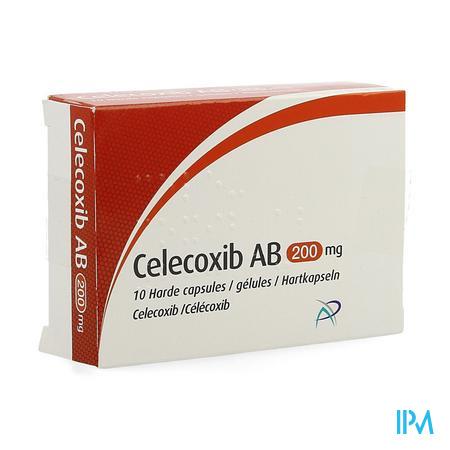 Celecoxib AB 200 mg
Celecoxib AB 200 mg
10 Harde capsules / gélules / Hartkapseln
Celecoxib /Célécoxib
IPM